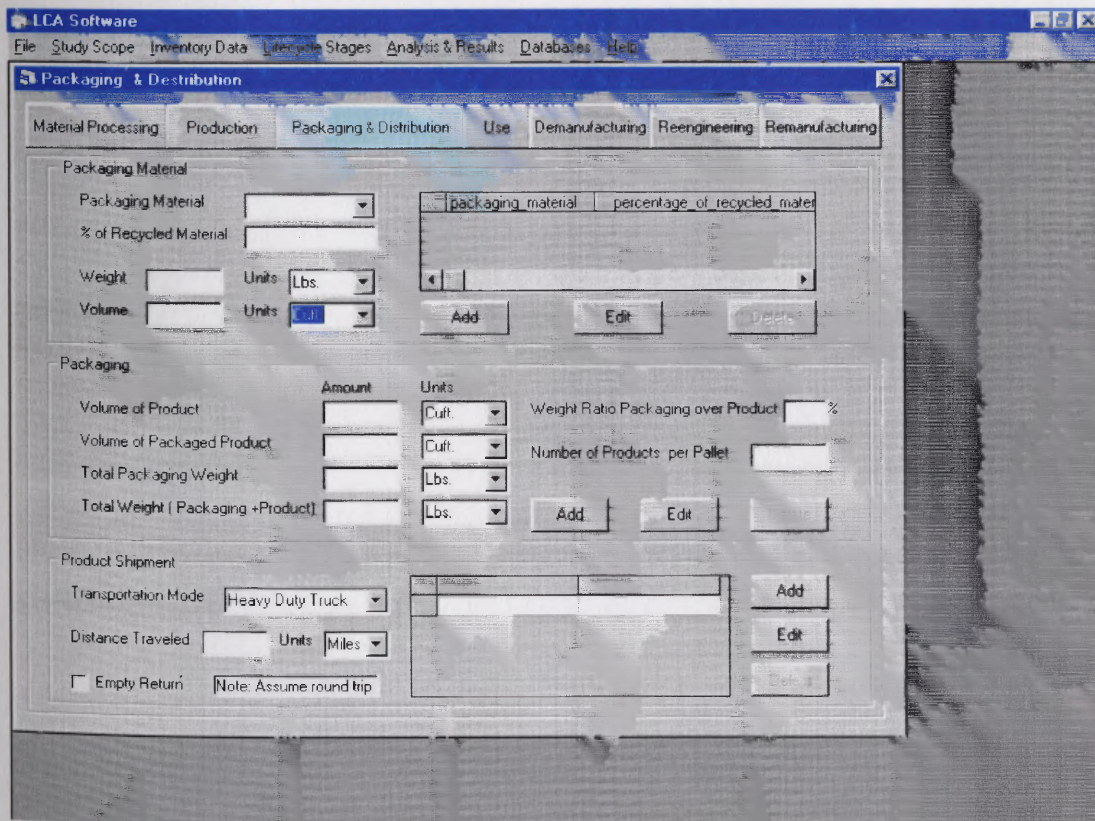 LCA Software
File Study Scope Inventory Data Lifecycle Stages Analysis & Results Databases Help
Packaging & Destribution
Material Processing Production Packaging & Distribution Use Demanufacturing Reengineering Remanufacturing
Packaging Material
Packaging Material packaging_material percentage_of_recycled_mater
% of Recycled Material
Weight Units Lbs.
Volume Units Cuft.
Add Edit Delete
Packaging
Amount Units
Volume of Product Cuft. Weight Ratio Packaging over Product %
Volume of Packaged Product Cuft. Number of Products per Pallet
Total Packaging Weight Lbs.
Total Weight ( Packaging +Product) Lbs. Add Edit
Product Shipment
Transportation Mode Heavy Duty Truck Add
Distance Traveled Units Miles Edit
Empty Return Note: Assume round trip Delete